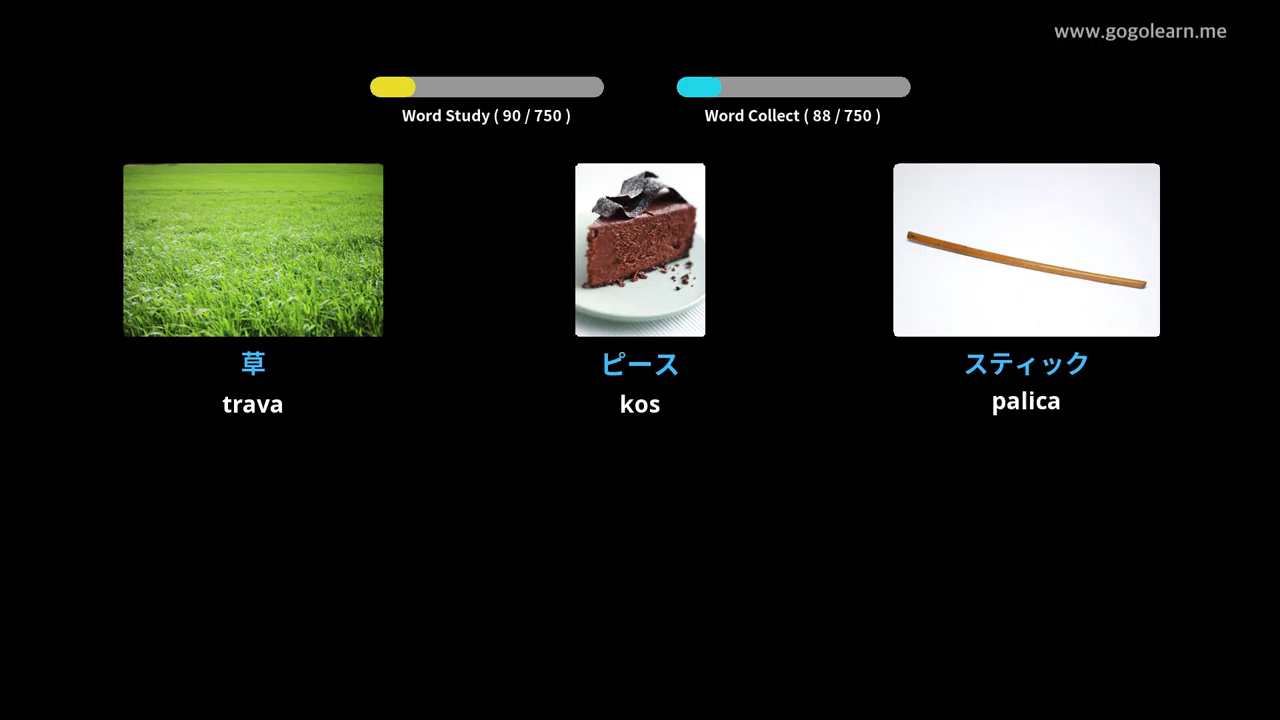 www.gogolearn.me
Word Study ( 90 / 750 )
Word Collect ( 88 / 750 )
草
ピース
スティック
trava
kos
palica